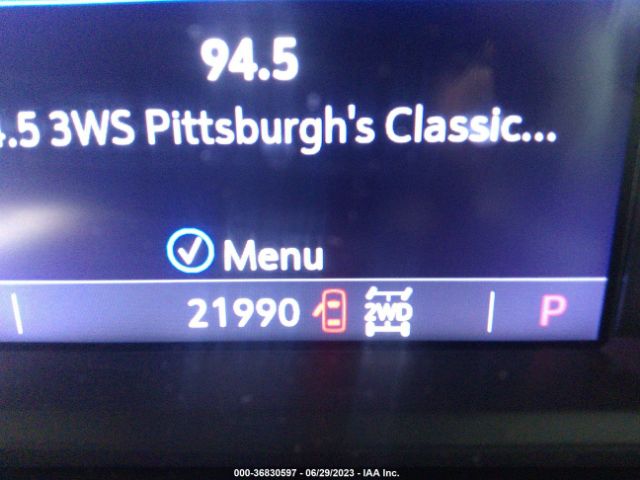 94.5
.5 3WS Pittsburgh's Classic...
Menu
21990 2WD P
000-36830597 - 06/29/2023 - IAA Inc.